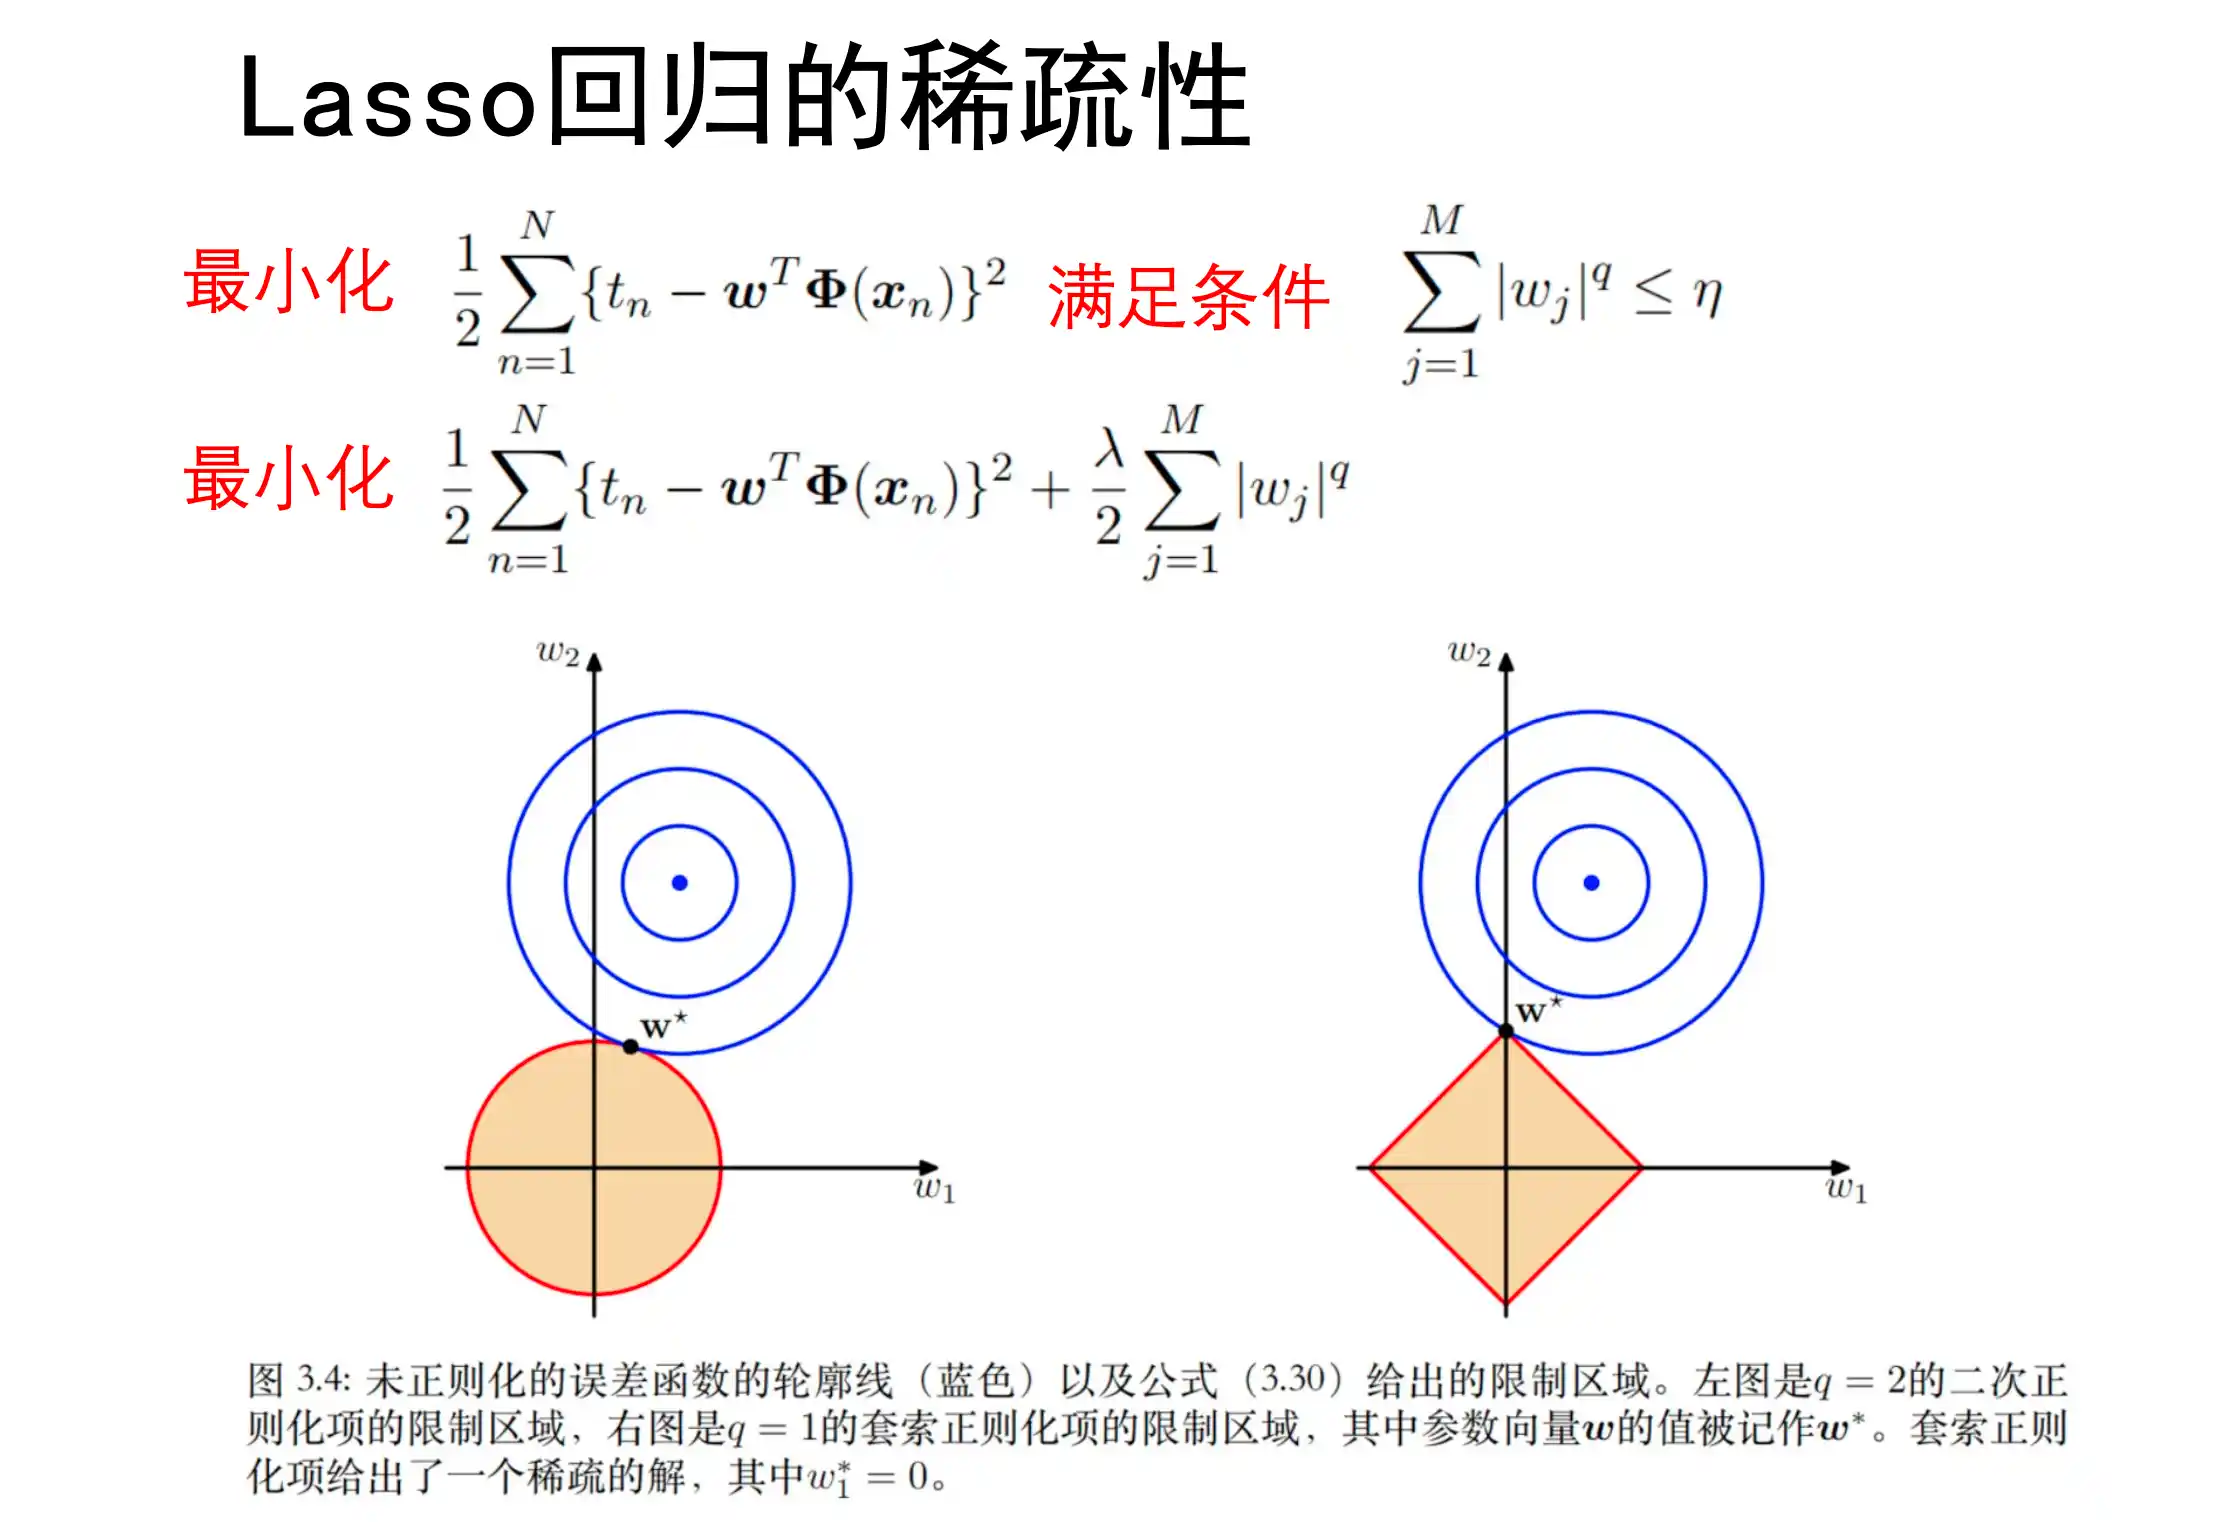 Lasso回归的稀疏性
最小化 \frac{1}{2}\sum_{n=1}^{N}\{t_n - \boldsymbol{w}^T\boldsymbol{\Phi}(\boldsymbol{x}_n)\}^2 满足条件 \sum_{j=1}^{M}|w_j|^q \leq \eta
最小化 \frac{1}{2}\sum_{n=1}^{N}\{t_n - \boldsymbol{w}^T\boldsymbol{\Phi}(\boldsymbol{x}_n)\}^2 + \frac{\lambda}{2}\sum_{j=1}^{M}|w_j|^q
w_2
w^⋆
w_1
w_2
w^⋆
w_1
图 3.4: 未正则化的误差函数的轮廓线（蓝色）以及公式（3.30）给出的限制区域。左图是q = 2的二次正
则化项的限制区域，右图是q = 1的套索正则化项的限制区域，其中参数向量w的值被记作w*。套索正则
化项给出了一个稀疏的解，其中w_1^* = 0。